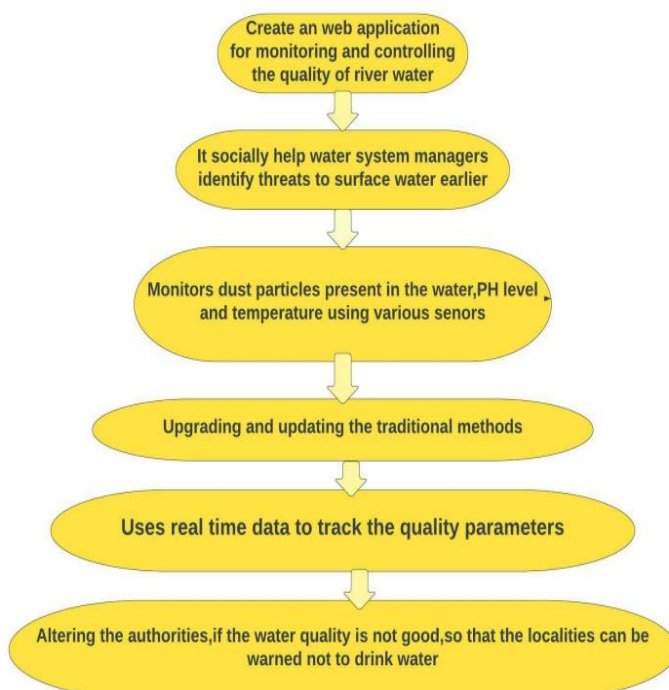 Create an web application
for monitoring and controlling
the quality of river water
It socially help water system managers
identify threats to surface water earlier
Monitors dust particles present in the water,PH level
and temperature using various senors
Upgrading and updating the traditional methods
Uses real time data to track the quality parameters
Altering the authorities,if the water quality is not good,so that the localities can be
warned not to drink water